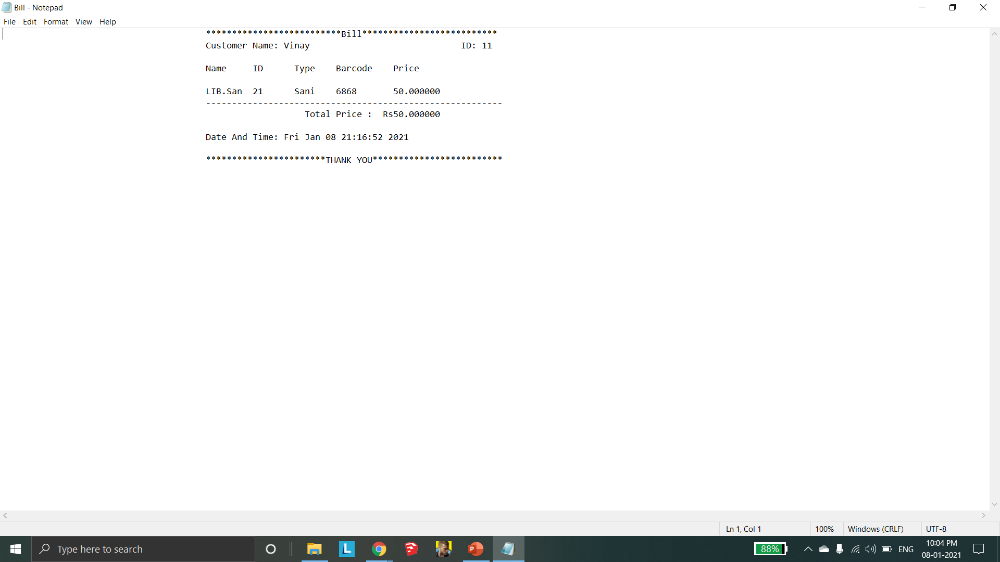 Bill - Notepad
File Edit Format View Help
**************************Bill**************************
Customer Name: Vinay ID: 11
Name ID Type Barcode Price
LIB.San 21 Sani 6868 50.000000
---------------------------------------------------------
Total Price : Rs50.000000
Date And Time: Fri Jan 08 21:16:52 2021
***********************THANK YOU*************************
Ln 1, Col 1 100% Windows (CRLF) UTF-8
Type here to search
L
P
88%
ENG
10:04 PM
08-01-2021